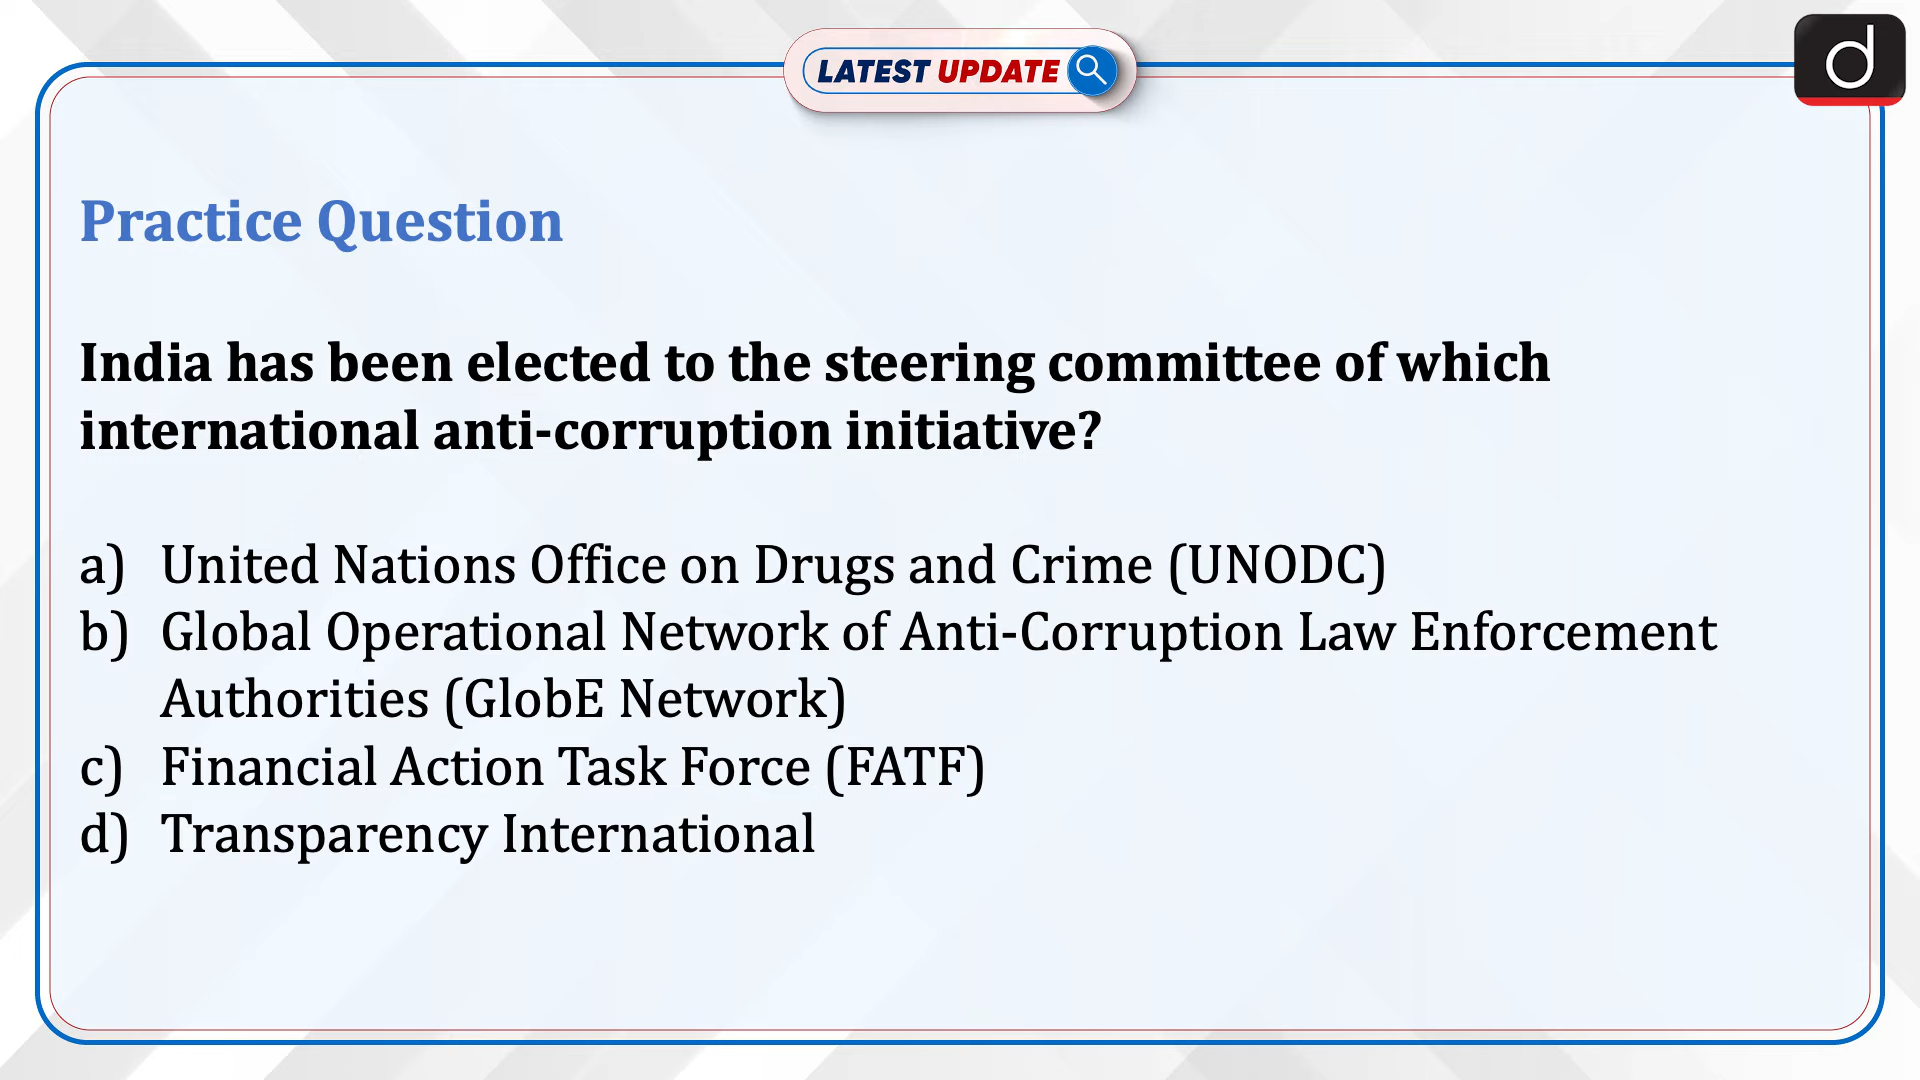 LATEST UPDATE
d
Practice Question
India has been elected to the steering committee of which
international anti-corruption initiative?
a) United Nations Office on Drugs and Crime (UNODC)
b) Global Operational Network of Anti-Corruption Law Enforcement
Authorities (GlobE Network)
c) Financial Action Task Force (FATF)
d) Transparency International